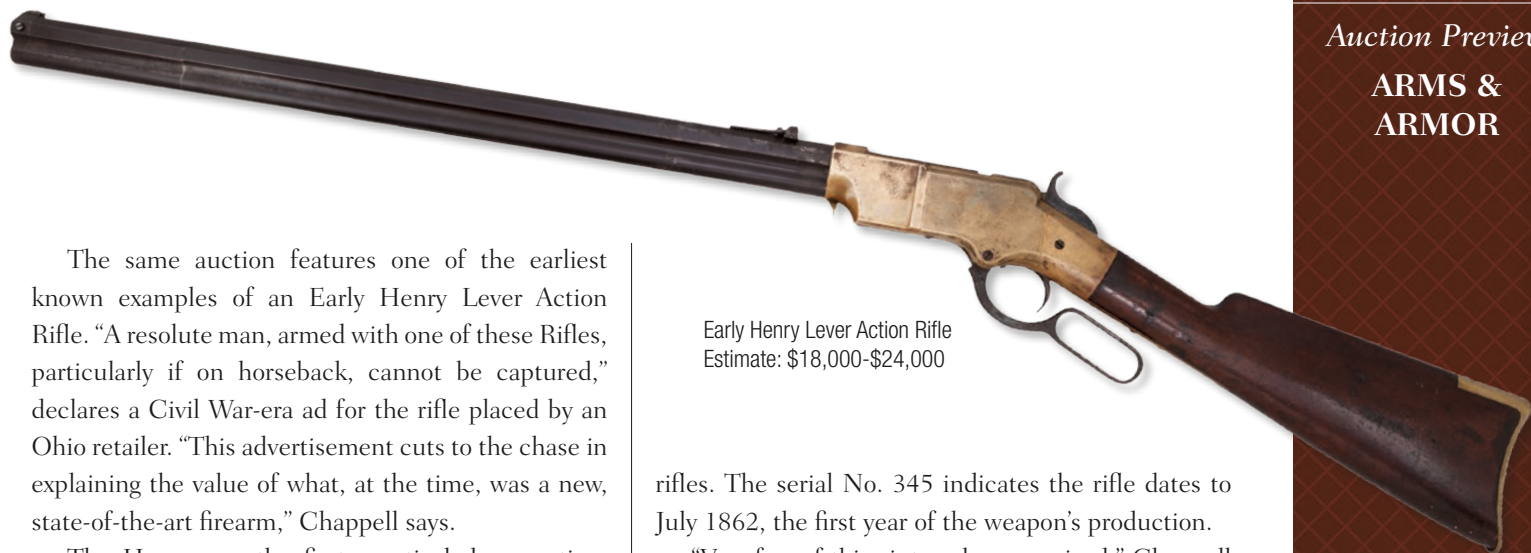 Auction Preview
ARMS &
ARMOR
The same auction features one of the earliest
known examples of an Early Henry Lever Action
Rifle. “A resolute man, armed with one of these Rifles,
particularly if on horseback, cannot be captured,”
declares a Civil War-era ad for the rifle placed by an
Ohio retailer. “This advertisement cuts to the chase in
explaining the value of what, at the time, was a new,
state-of-the-art firearm,” Chappell says.
Early Henry Lever Action Rifle
Estimate: $18,000-$24,000
rifles. The serial No. 345 indicates the rifle dates to
July 1862, the first year of the weapon’s production.